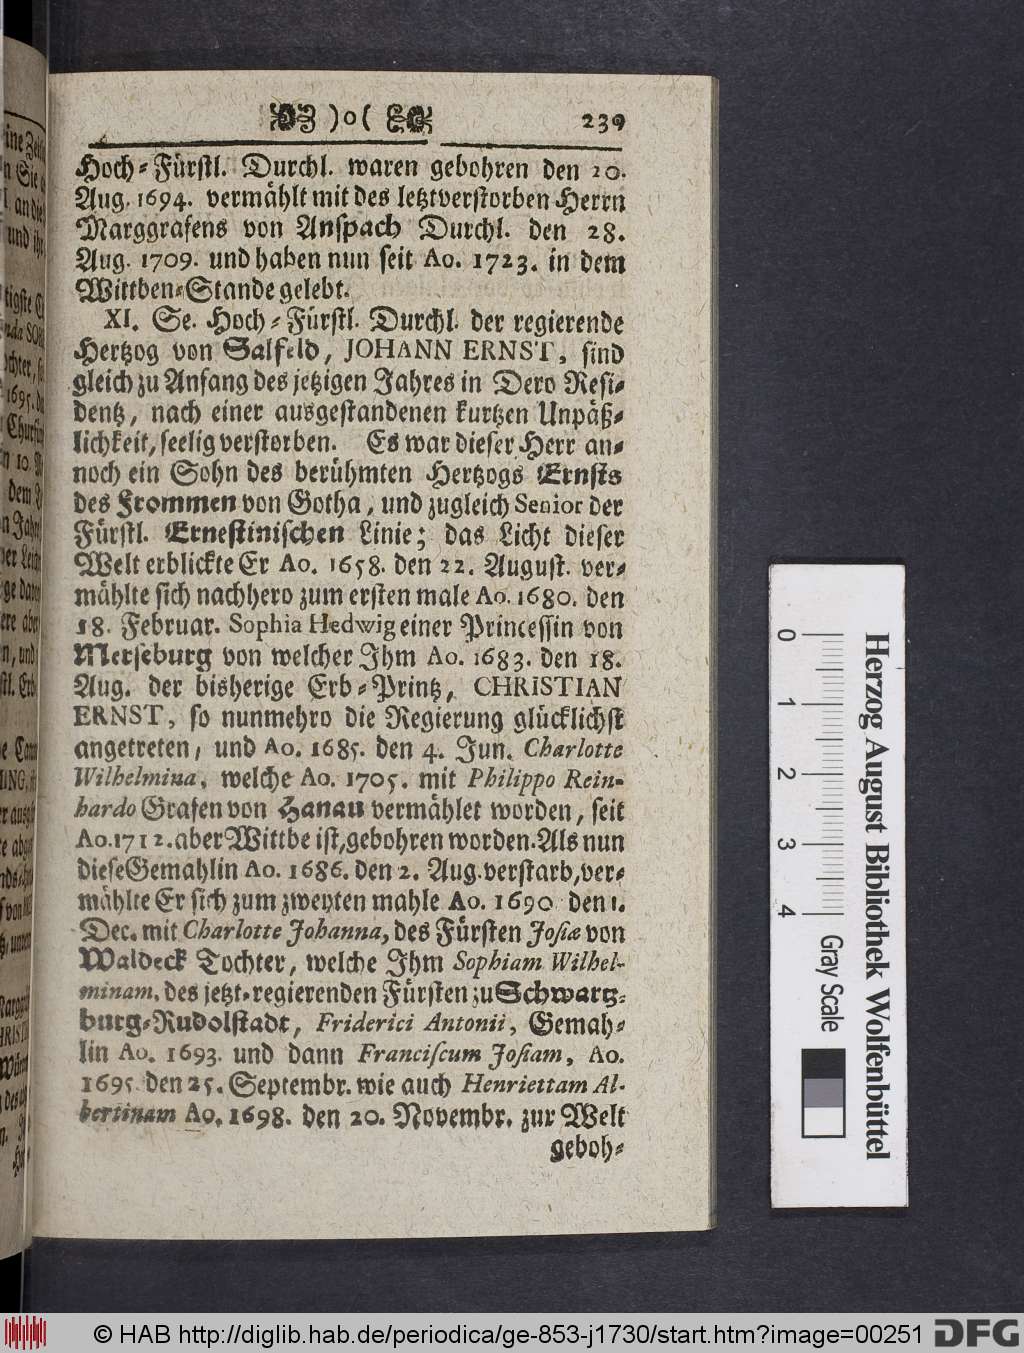 )o( 239
Hoch-Fürstl. Durchl. waren gebohren den 20.
Aug. 1694. vermählt mit des letztverstorben Herrn
Marggrafens von Anspach Durchl. den 28.
Aug. 1709. und haben nun seit Ao. 1723. in dem
Wittben-Stande gelebt.
XI. Se. Hoch-Fürstl. Durchl. der regierende
Hertzog von Salfeld, JOHANN ERNST, sind
gleich zu Anfang des jetzigen Jahres in Dero Resi-
dentz, nach einer ausgestandenen kurtzen Unpäß-
lichkeit, seelig verstorben. Es war dieser Herr an-
noch ein Sohn des berühmten Hertzogs Ernsts
des Frommen von Gotha, und zugleich Senior der
Fürstl. Ernestinischen Linie; das Licht dieser
Welt erblickte Er Ao. 1658. den 22. August. ver-
mählte sich nachhero zum ersten male Ao. 1680. den
18. Februar. Sophia Hedwig einer Princessin von
Merseburg von welcher Ihm Ao. 1683. den 18.
Aug. der bisherige Erb-Printz, CHRISTIAN
ERNST, so nunmehro die Regierung glücklichst
angetreten, und Ao. 1685. den 4. Jun. Charlotte
Wilhelmina, welche Ao. 1705. mit Philippo Rein-
hardo Grafen von Hanau vermählet worden, seit
Ao. 1712. aber Wittbe ist, gebohren worden. Als nun
diese Gemahlin Ao. 1686. den 2. Aug. verstarb, ver-
mählte Er sich zum zweyten mahle Ao. 1690 den 1.
Dec. mit Charlotte Johanna, des Fürsten Josiæ von
Waldeck Tochter, welche Ihm Sophiam Wilhel-
minam, des jetzt-regierenden Fürsten zu Schwartz-
burg-Rudolstadt, Friderici Antonii, Gemah-
lin Ao. 1693. und dann Franciscum Josiam, Ao.
1695. den 25. Septembr. wie auch Henriettam Al-
bertinam Ao. 1698. den 20. Novembr. zur Welt
geboh-
0 1 2 3 4 Gray Scale
Herzog August Bibliothek Wolfenbüttel
© HAB http://diglib.hab.de/periodica/ge-853-j1730/start.htm?image=00251 DFG